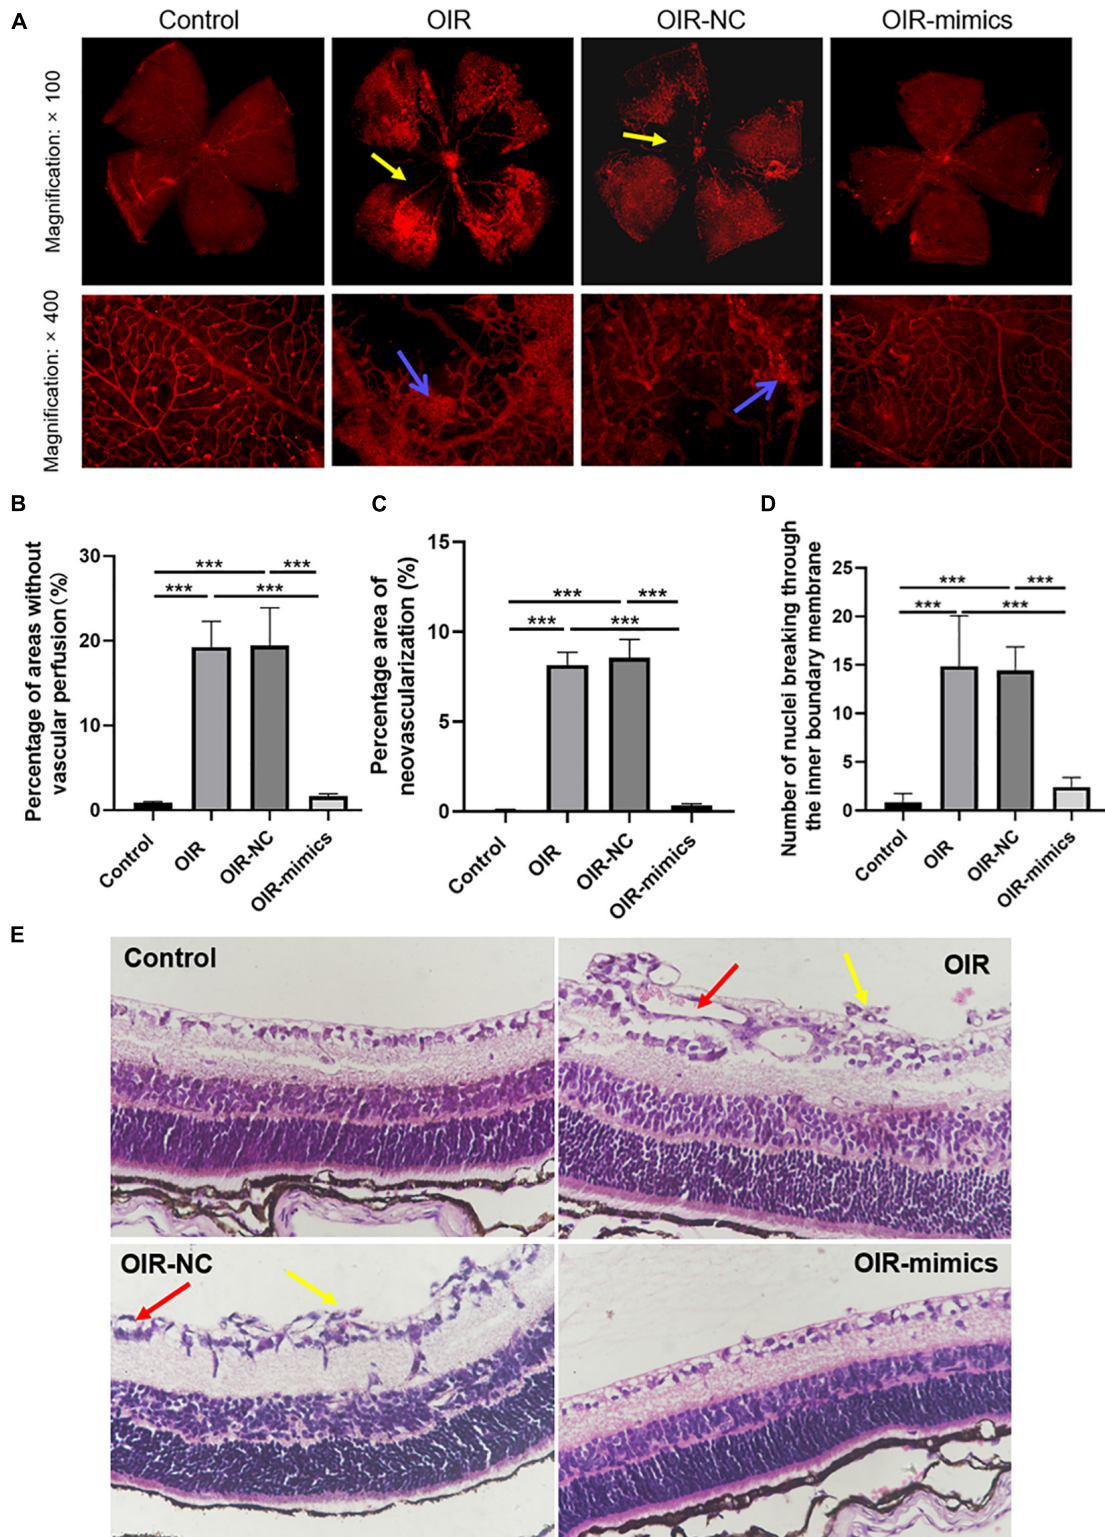 A
Control
OIR
OIR-NC
OIR-mimics
Magnification: × 100
Magnification: × 400
B
Percentage of areas without
vascular perfusion (%)
30
20
10
0
***
***
***
***
Control
OIR
OIR-NC
OIR-mimics
C
Percentage area of
neovascularization (%)
15
10
5
0
***
***
***
***
Control
OIR
OIR-NC
OIR-mimics
D
Number of nuclei breaking through
the inner boundary membrane
25
20
15
10
5
0
***
***
***
***
Control
OIR
OIR-NC
OIR-mimics
E
Control
OIR
OIR-NC
OIR-mimics